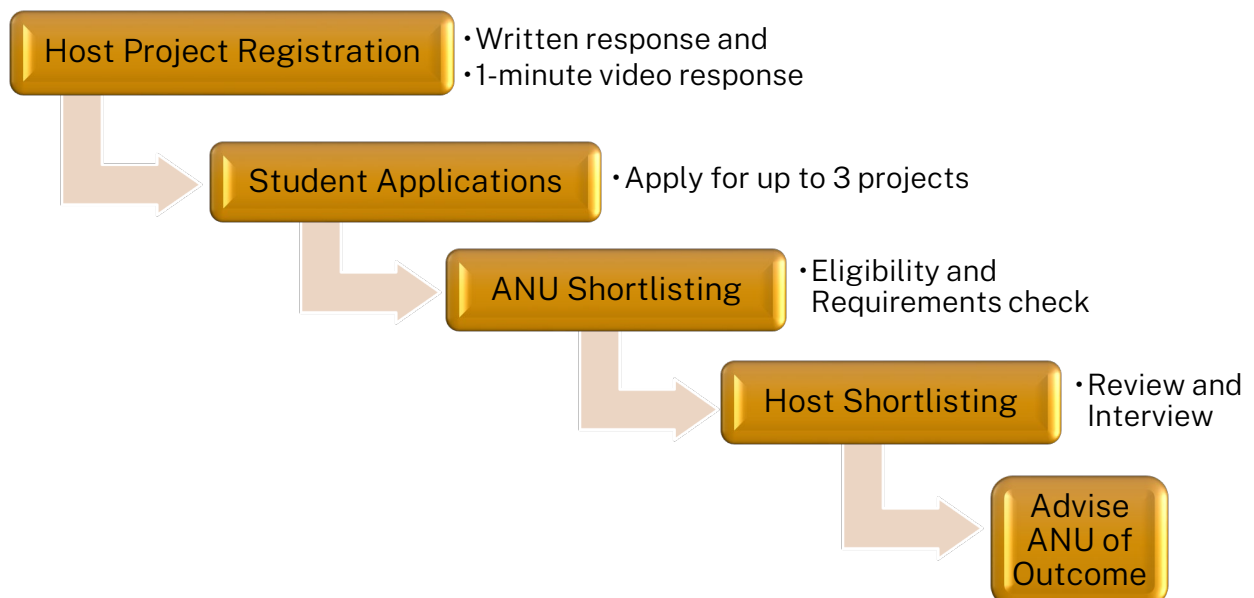 Host Project Registration
•Written response and
•1-minute video response
Student Applications
•Apply for up to 3 projects
ANU Shortlisting
•Eligibility and
Requirements check
Host Shortlisting
•Review and
Interview
Advise
ANU of
Outcome